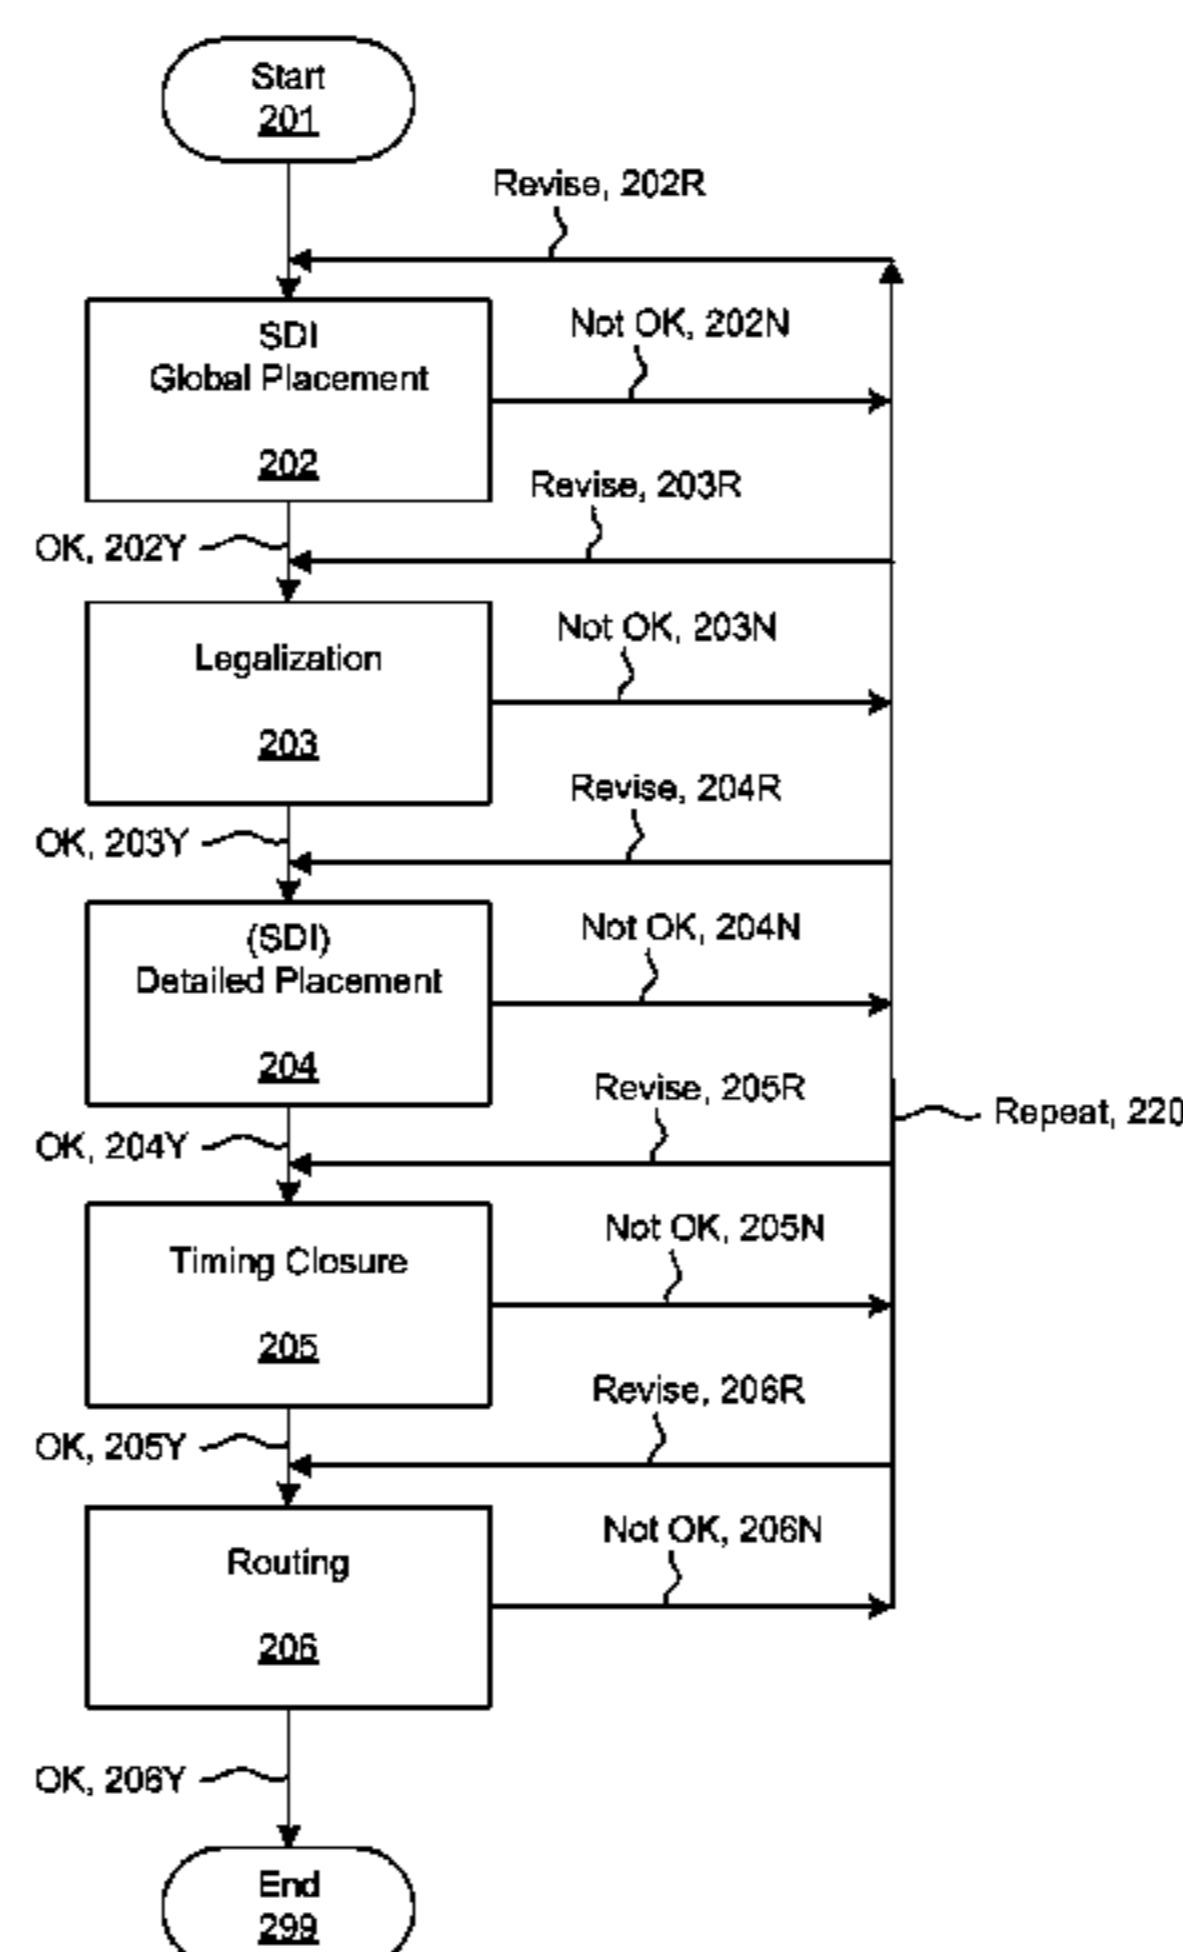 Start
201
Revise, 202R
SDI
Global Placement
202
Not OK, 202N
Revise, 203R
OK, 202Y
Legalization
203
Not OK, 203N
Revise, 204R
OK, 203Y
(SDI)
Detailed Placement
204
Not OK, 204N
Revise, 205R
Repeat, 220
OK, 204Y
Timing Closure
205
Not OK, 205N
Revise, 206R
OK, 205Y
Routing
206
Not OK, 206N
OK, 206Y
End
299